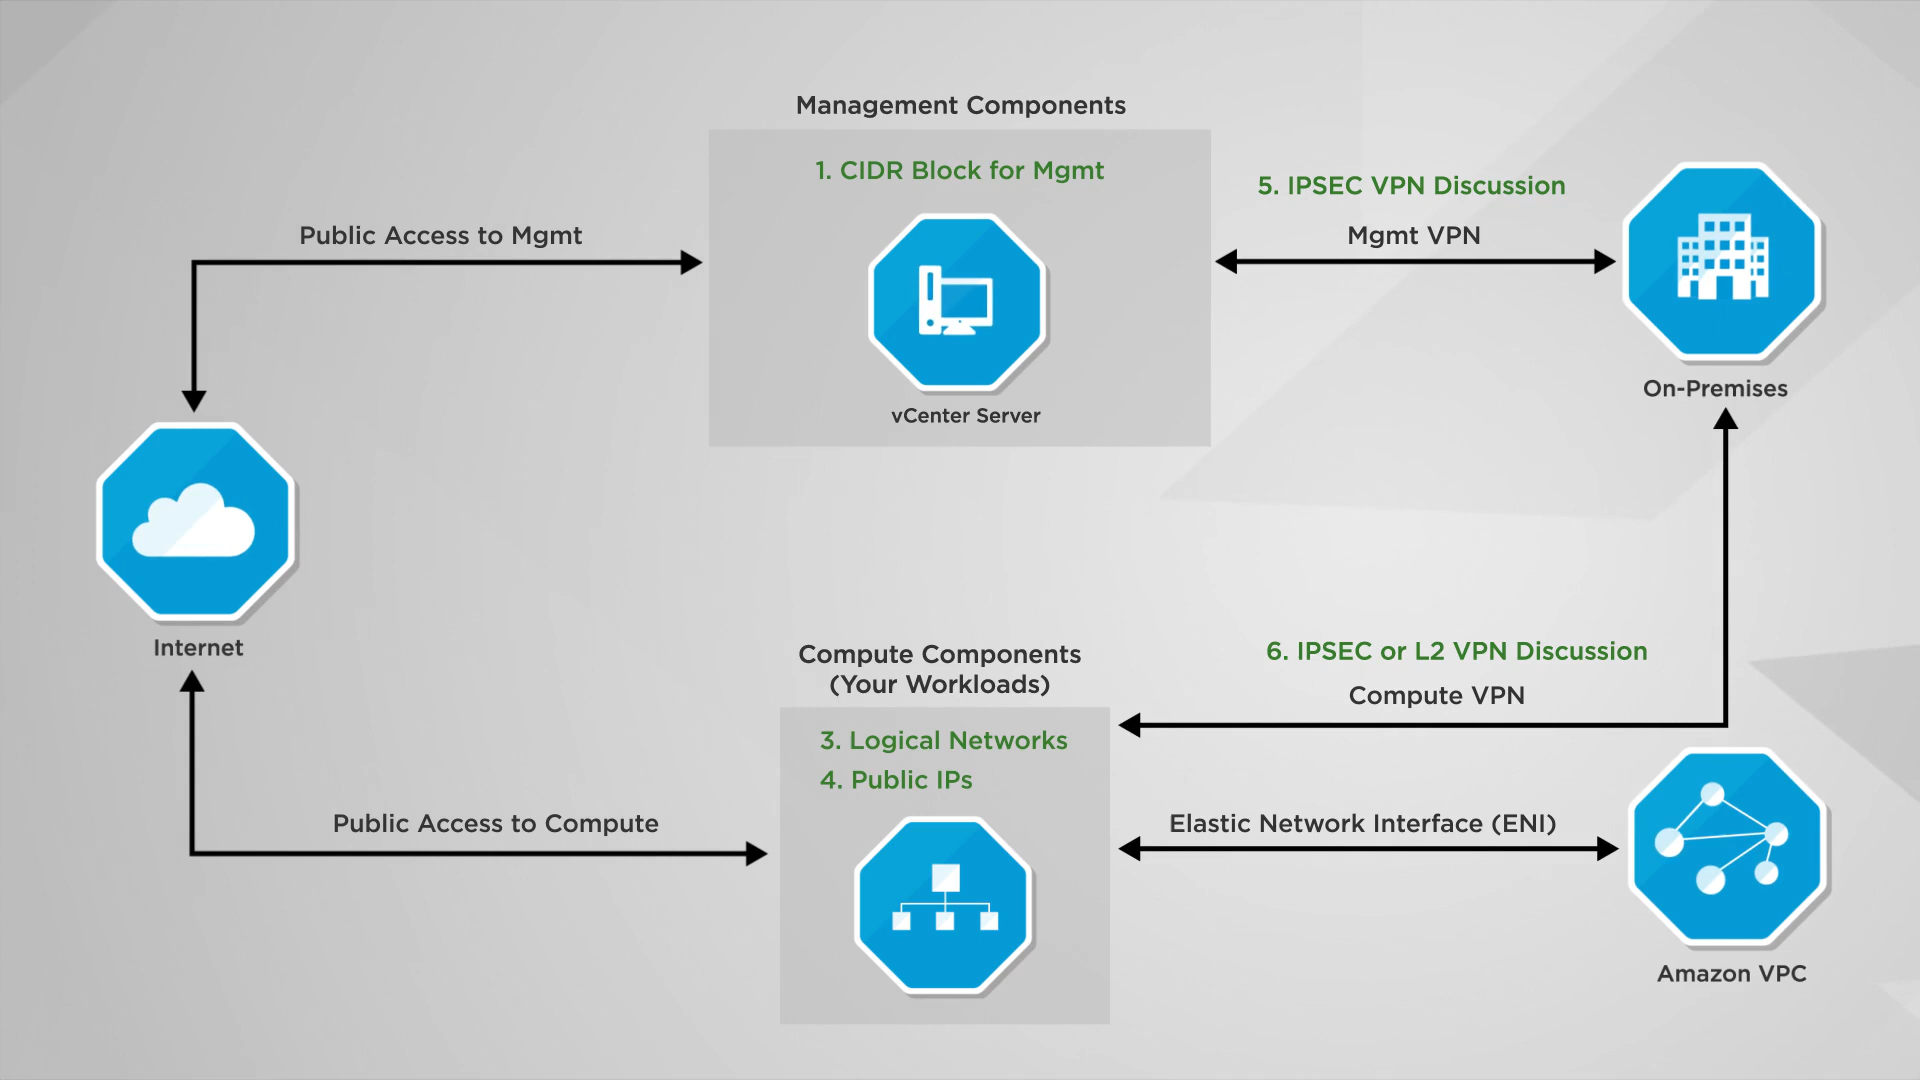 Management Components
1. CIDR Block for Mgmt
5. IPSEC VPN Discussion
Public Access to Mgmt
Mgmt VPN
On-Premises
vCenter Server
Internet
Compute Components
(Your Workloads)
6. IPSEC or L2 VPN Discussion
Compute VPN
3. Logical Networks
4. Public IPs
Public Access to Compute
Elastic Network Interface (ENI)
Amazon VPC